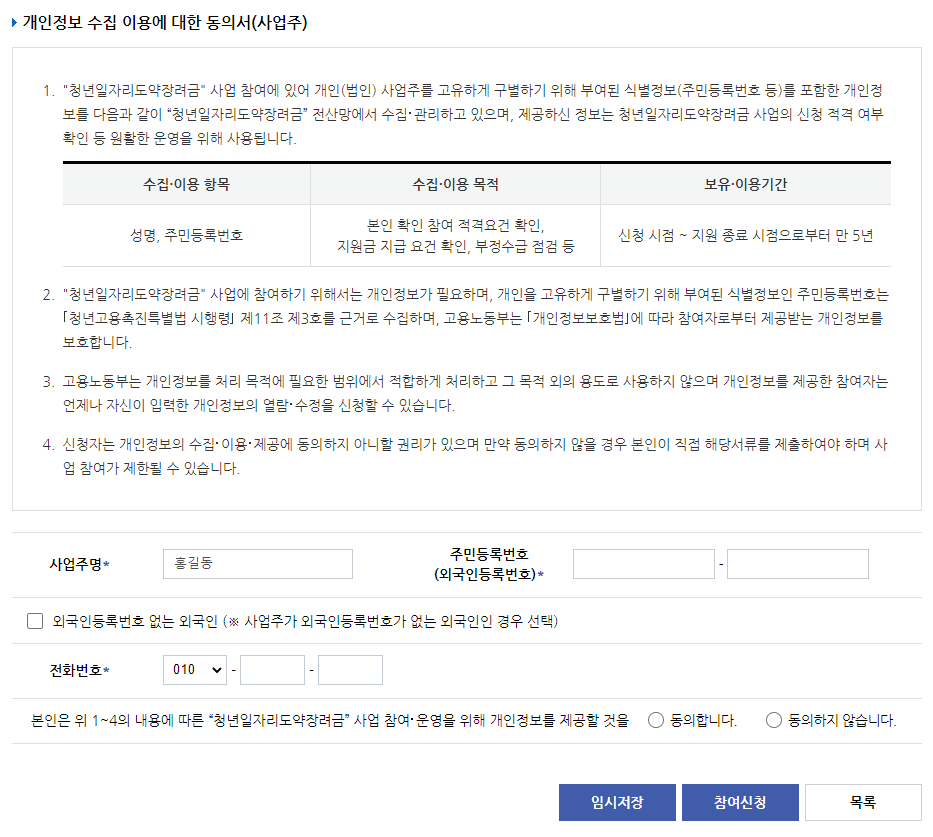 개인정보 수집 이용에 대한 동의서(사업주)
1. "청년일자리도약장려금" 사업 참여에 있어 개인(법인) 사업주를 고유하게 구별하기 위해 부여된 식별정보(주민등록번호 등)를 포함한 개인정
보를 다음과 같이 “청년일자리도약장려금” 전산망에서 수집·관리하고 있으며, 제공하신 정보는 청년일자리도약장려금 사업의 신청 적격 여부
확인 등 원활한 운영을 위해 사용됩니다.
수집·이용 항목 수집·이용 목적 보유·이용기간
성명, 주민등록번호 본인 확인 참여 적격요건 확인, 신청 시점 ~ 지원 종료 시점으로부터 만 5년
지원금 지급 요건 확인, 부정수급 점검 등
2. "청년일자리도약장려금" 사업에 참여하기 위해서는 개인정보가 필요하며, 개인을 고유하게 구별하기 위해 부여된 식별정보인 주민등록번호는
｢청년고용촉진특별법 시행령｣ 제11조 제3호를 근거로 수집하며, 고용노동부는 ｢개인정보보호법｣에 따라 참여자로부터 제공받는 개인정보를
보호합니다.
3. 고용노동부는 개인정보를 처리 목적에 필요한 범위에서 적합하게 처리하고 그 목적 외의 용도로 사용하지 않으며 개인정보를 제공한 참여자는
언제나 자신이 입력한 개인정보의 열람·수정을 신청할 수 있습니다.
4. 신청자는 개인정보의 수집·이용·제공에 동의하지 아니할 권리가 있으며 만약 동의하지 않을 경우 본인이 직접 해당서류를 제출하여야 하며 사
업 참여가 제한될 수 있습니다.
사업주명* 홍길동 주민등록번호
(외국인등록번호)* -
외국인등록번호 없는 외국인 (※ 사업주가 외국인등록번호가 없는 외국인인 경우 선택)
전화번호* 010 - -
본인은 위 1~4의 내용에 따른 “청년일자리도약장려금” 사업 참여·운영을 위해 개인정보를 제공할 것을 동의합니다. 동의하지 않습니다.
임시저장 참여신청 목록